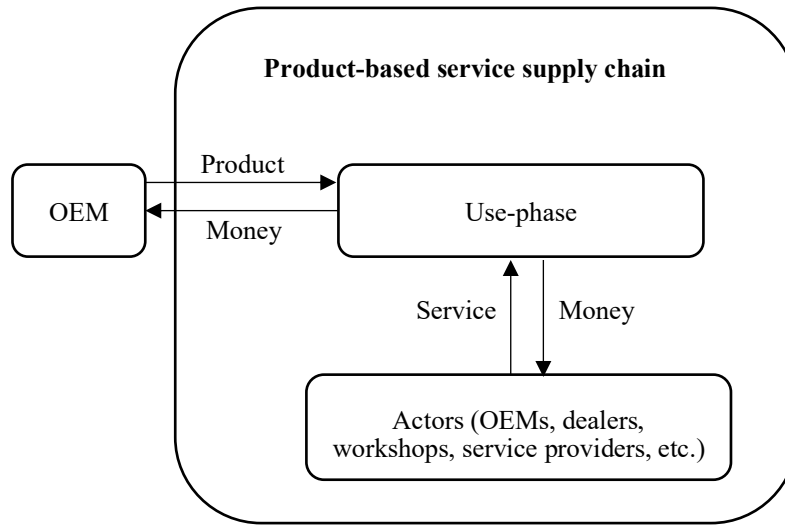 Product-based service supply chain
Product
OEM
Use-phase
Money
Service
Money
Actors (OEMs, dealers,
workshops, service providers, etc.)